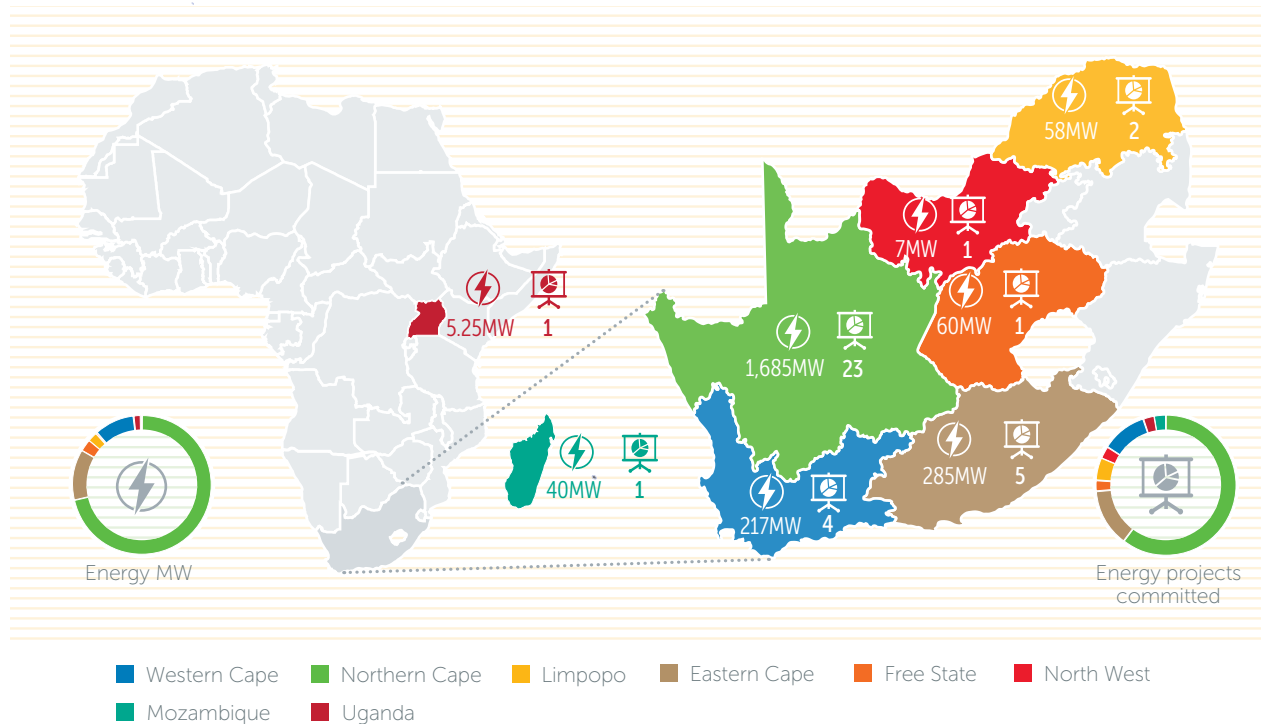 58MW 2
7MW 1
5.25MW 1
60MW 1
1,685MW 23
40MW 1
285MW 5
217MW 4
Energy MW
Energy projects
committed
Western Cape Northern Cape Limpopo Eastern Cape Free State North West
Mozambique Uganda